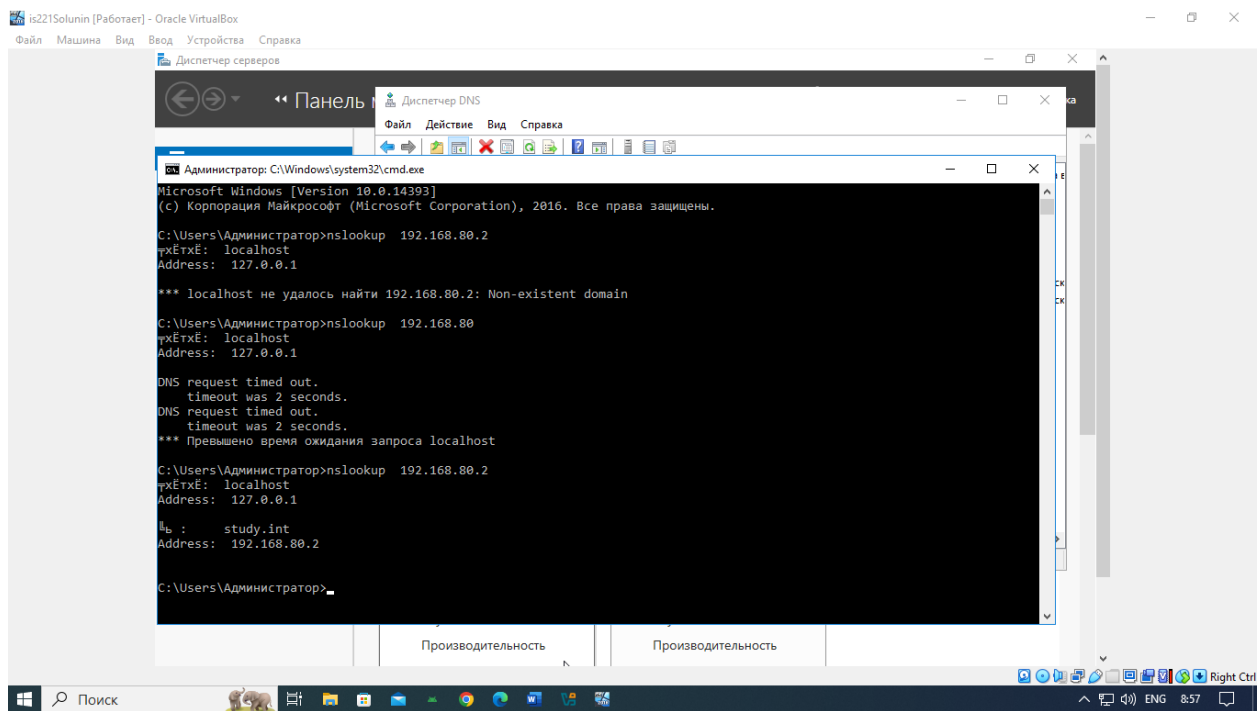 is221Solunin [Работает] - Oracle VirtualBox
Файл Машина Вид Ввод Устройства Справка
Диспетчер серверов
Панель
Диспетчер DNS
Файл Действие Вид Справка
Администратор: C:\Windows\system32\cmd.exe
Microsoft Windows [Version 10.0.14393]
(c) Корпорация Майкрософт (Microsoft Corporation), 2016. Все права защищены.
C:\Users\Администратор>nslookup  192.168.80.2
╤хЁтхЁ:  localhost
Address:  127.0.0.1
*** localhost не удалось найти 192.168.80.2: Non-existent domain
C:\Users\Администратор>nslookup  192.168.80
╤хЁтхЁ:  localhost
Address:  127.0.0.1
DNS request timed out.
timeout was 2 seconds.
DNS request timed out.
timeout was 2 seconds.
*** Превышено время ожидания запроса localhost
C:\Users\Администратор>nslookup  192.168.80.2
╤хЁтхЁ:  localhost
Address:  127.0.0.1
╚ь :     study.int
Address:  192.168.80.2
C:\Users\Администратор>
Производительность Производительность
Right Ctrl
Поиск
ENG 8:57